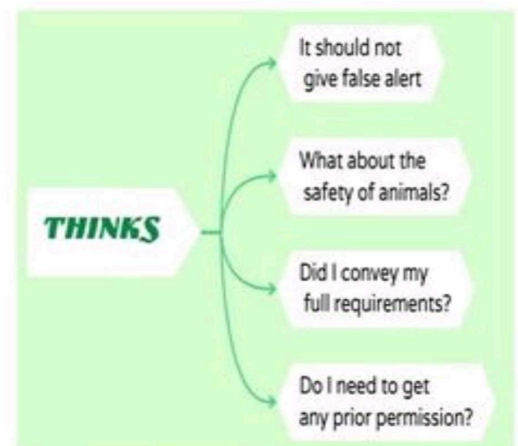 THINKS
It should not
give false alert
What about the
safety of animals?
Did I convey my
full requirements?
Do I need to get
any prior permission?